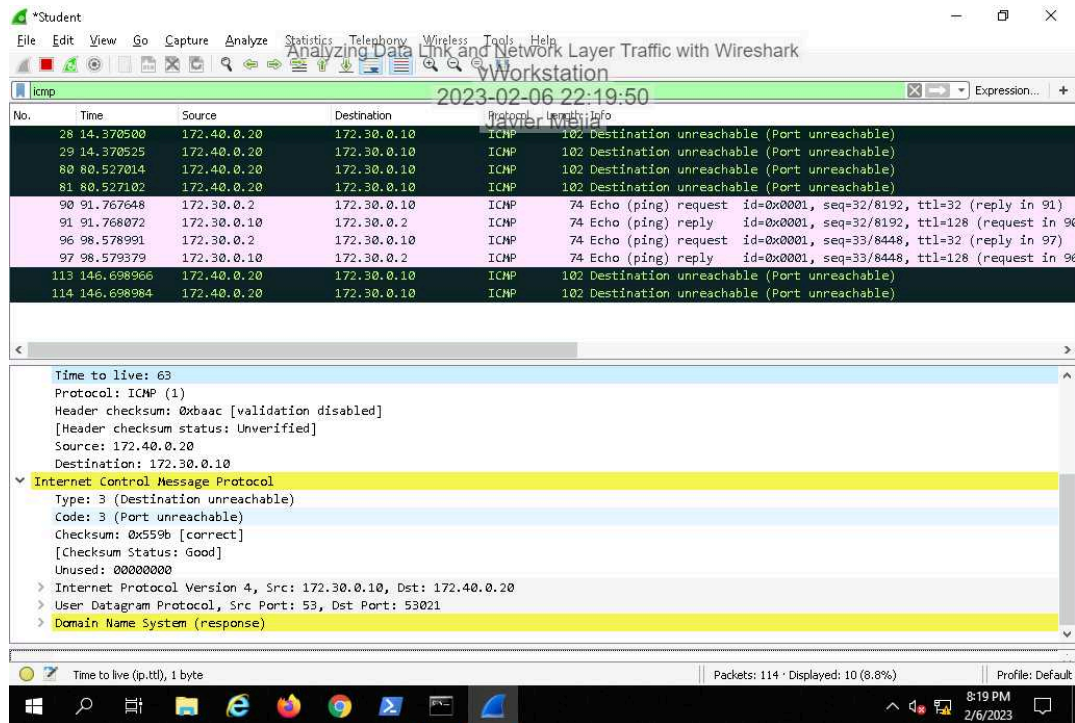 *Student
File Edit View Go Capture Analyze Statistics Telephony Wireless Tools Help
Analyzing Data Link and Network Layer Traffic with Wireshark
vWorkstation
2023-02-06 22:19:50
Javier Mejia
icmp Expression... +
No. Time Source Destination Protocol Length Info
28 14.370500 172.40.0.20 172.30.0.10 ICMP 102 Destination unreachable (Port unreachable)
29 14.370525 172.40.0.20 172.30.0.10 ICMP 102 Destination unreachable (Port unreachable)
80 80.527014 172.40.0.20 172.30.0.10 ICMP 102 Destination unreachable (Port unreachable)
81 80.527102 172.40.0.20 172.30.0.10 ICMP 102 Destination unreachable (Port unreachable)
90 91.767648 172.30.0.2 172.30.0.10 ICMP 74 Echo (ping) request id=0x0001, seq=32/8192, ttl=32 (reply in 91)
91 91.768072 172.30.0.10 172.30.0.2 ICMP 74 Echo (ping) reply id=0x0001, seq=32/8192, ttl=128 (request in 90
96 98.578991 172.30.0.2 172.30.0.10 ICMP 74 Echo (ping) request id=0x0001, seq=33/8448, ttl=32 (reply in 97)
97 98.579379 172.30.0.10 172.30.0.2 ICMP 74 Echo (ping) reply id=0x0001, seq=33/8448, ttl=128 (request in 96
113 146.698966 172.40.0.20 172.30.0.10 ICMP 102 Destination unreachable (Port unreachable)
114 146.698984 172.40.0.20 172.30.0.10 ICMP 102 Destination unreachable (Port unreachable)
Time to live: 63
Protocol: ICMP (1)
Header checksum: 0xbaac [validation disabled]
[Header checksum status: Unverified]
Source: 172.40.0.20
Destination: 172.30.0.10
Internet Control Message Protocol
Type: 3 (Destination unreachable)
Code: 3 (Port unreachable)
Checksum: 0x559b [correct]
[Checksum Status: Good]
Unused: 00000000
Internet Protocol Version 4, Src: 172.30.0.10, Dst: 172.40.0.20
User Datagram Protocol, Src Port: 53, Dst Port: 53021
Domain Name System (response)
Time to live (ip.ttl), 1 byte Packets: 114 · Displayed: 10 (8.8%) Profile: Default
8:19 PM
2/6/2023